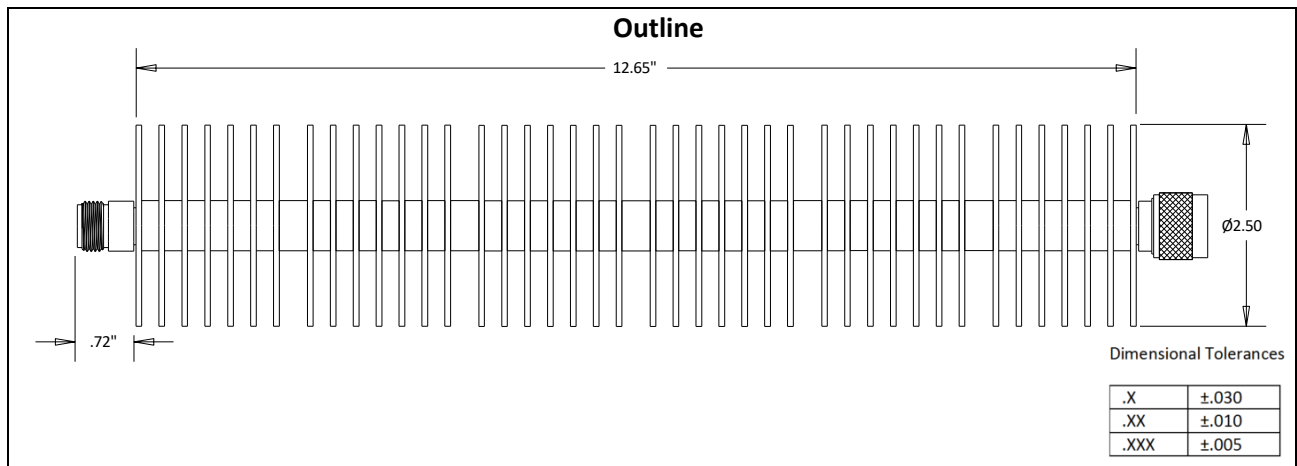 Outline
12.65"
Ø2.50
.72"
Dimensional Tolerances
.X ±.030
.XX ±.010
.XXX ±.005